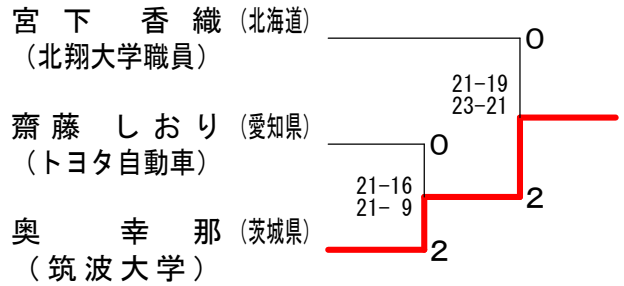 宮下 香織 (北海道)
(北翔大学職員)
0
21-19
23-21
齋藤 しおり (愛知県)
(トヨタ自動車)
0
21-16
21- 9
2
奥 幸那 (茨城県)
(筑波大学)
2